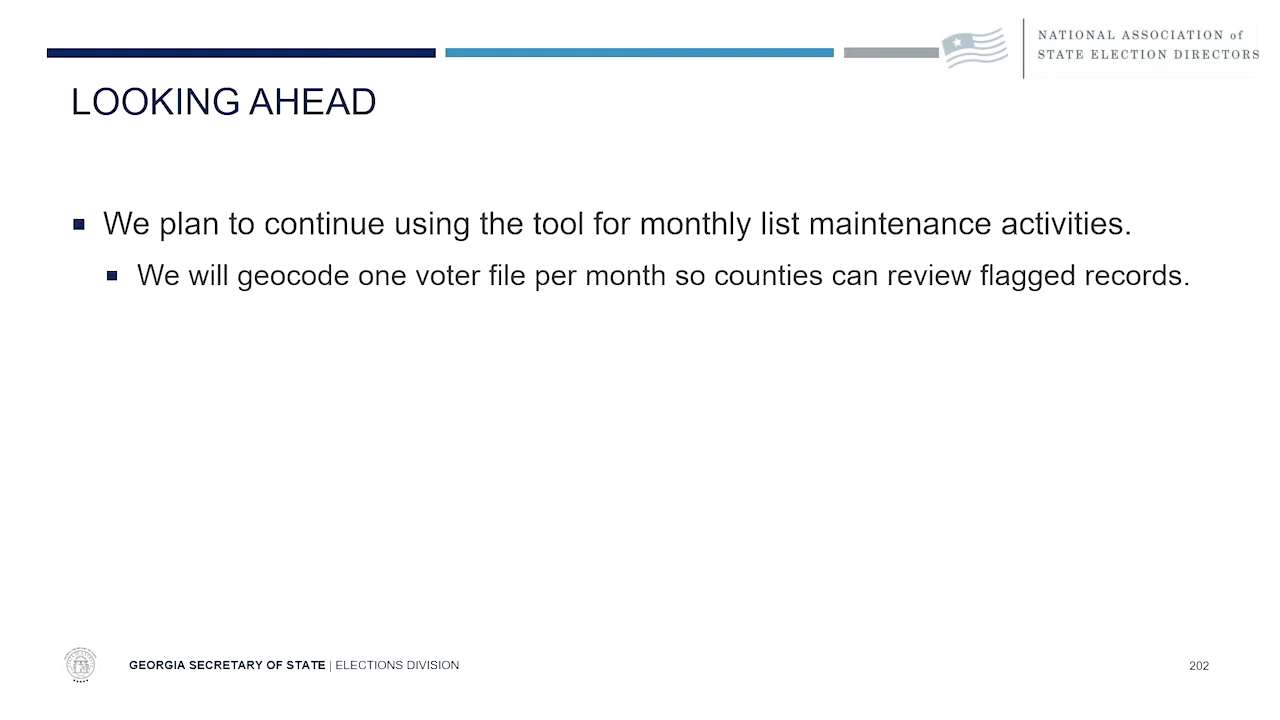 NATIONAL ASSOCIATION of
STATE ELECTION DIRECTORS
LOOKING AHEAD
We plan to continue using the tool for monthly list maintenance activities.
We will geocode one voter file per month so counties can review flagged records.
GEORGIA SECRETARY OF STATE | ELECTIONS DIVISION
202